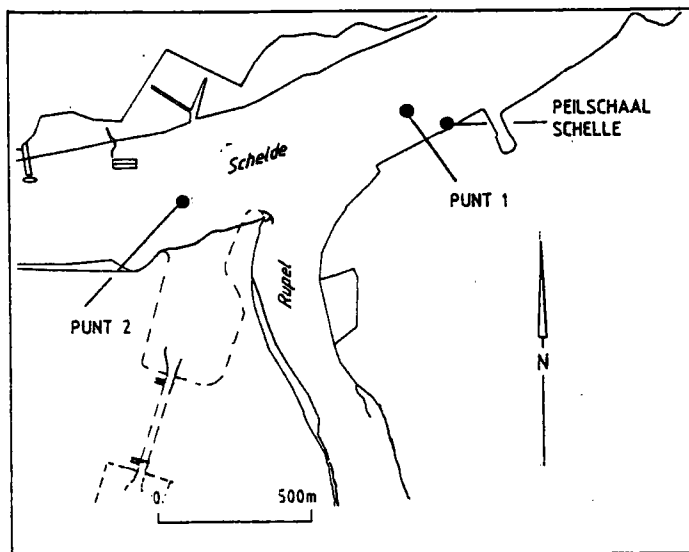 PEILSCHAAL
SCHELLE
Schelde
PUNT 1
Rupel
PUNT 2
N
0 500m